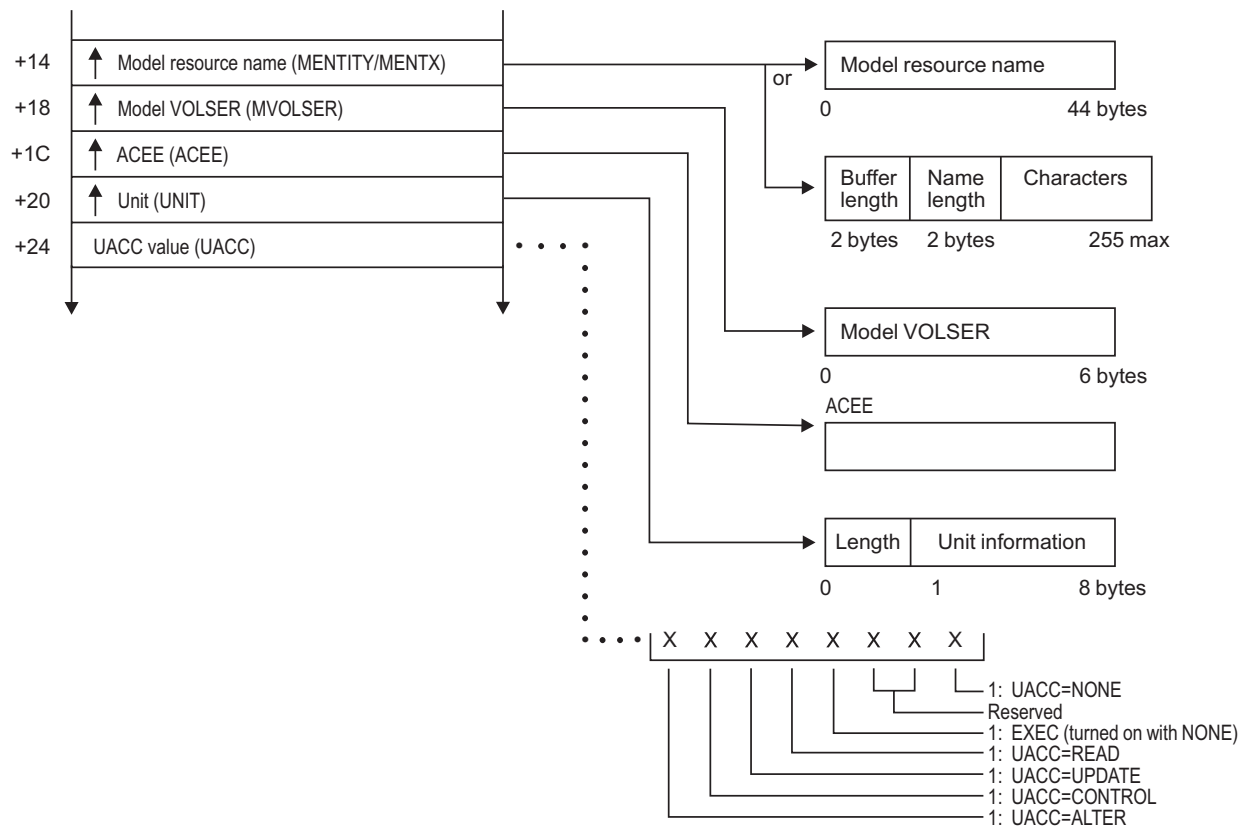 +14 Model resource name (MENTITY/MENTX)
+18 Model VOLSER (MVOLSER)
+1C ACEE (ACEE)
+20 Unit (UNIT)
+24 UACC value (UACC)
or
Model resource name
0 44 bytes
Buffer length Name length Characters
2 bytes 2 bytes 255 max
Model VOLSER
0 6 bytes
ACEE
Length Unit information
0 1 8 bytes
X X X X X X X X
1: UACC=NONE
Reserved
1: EXEC (turned on with NONE)
1: UACC=READ
1: UACC=UPDATE
1: UACC=CONTROL
1: UACC=ALTER